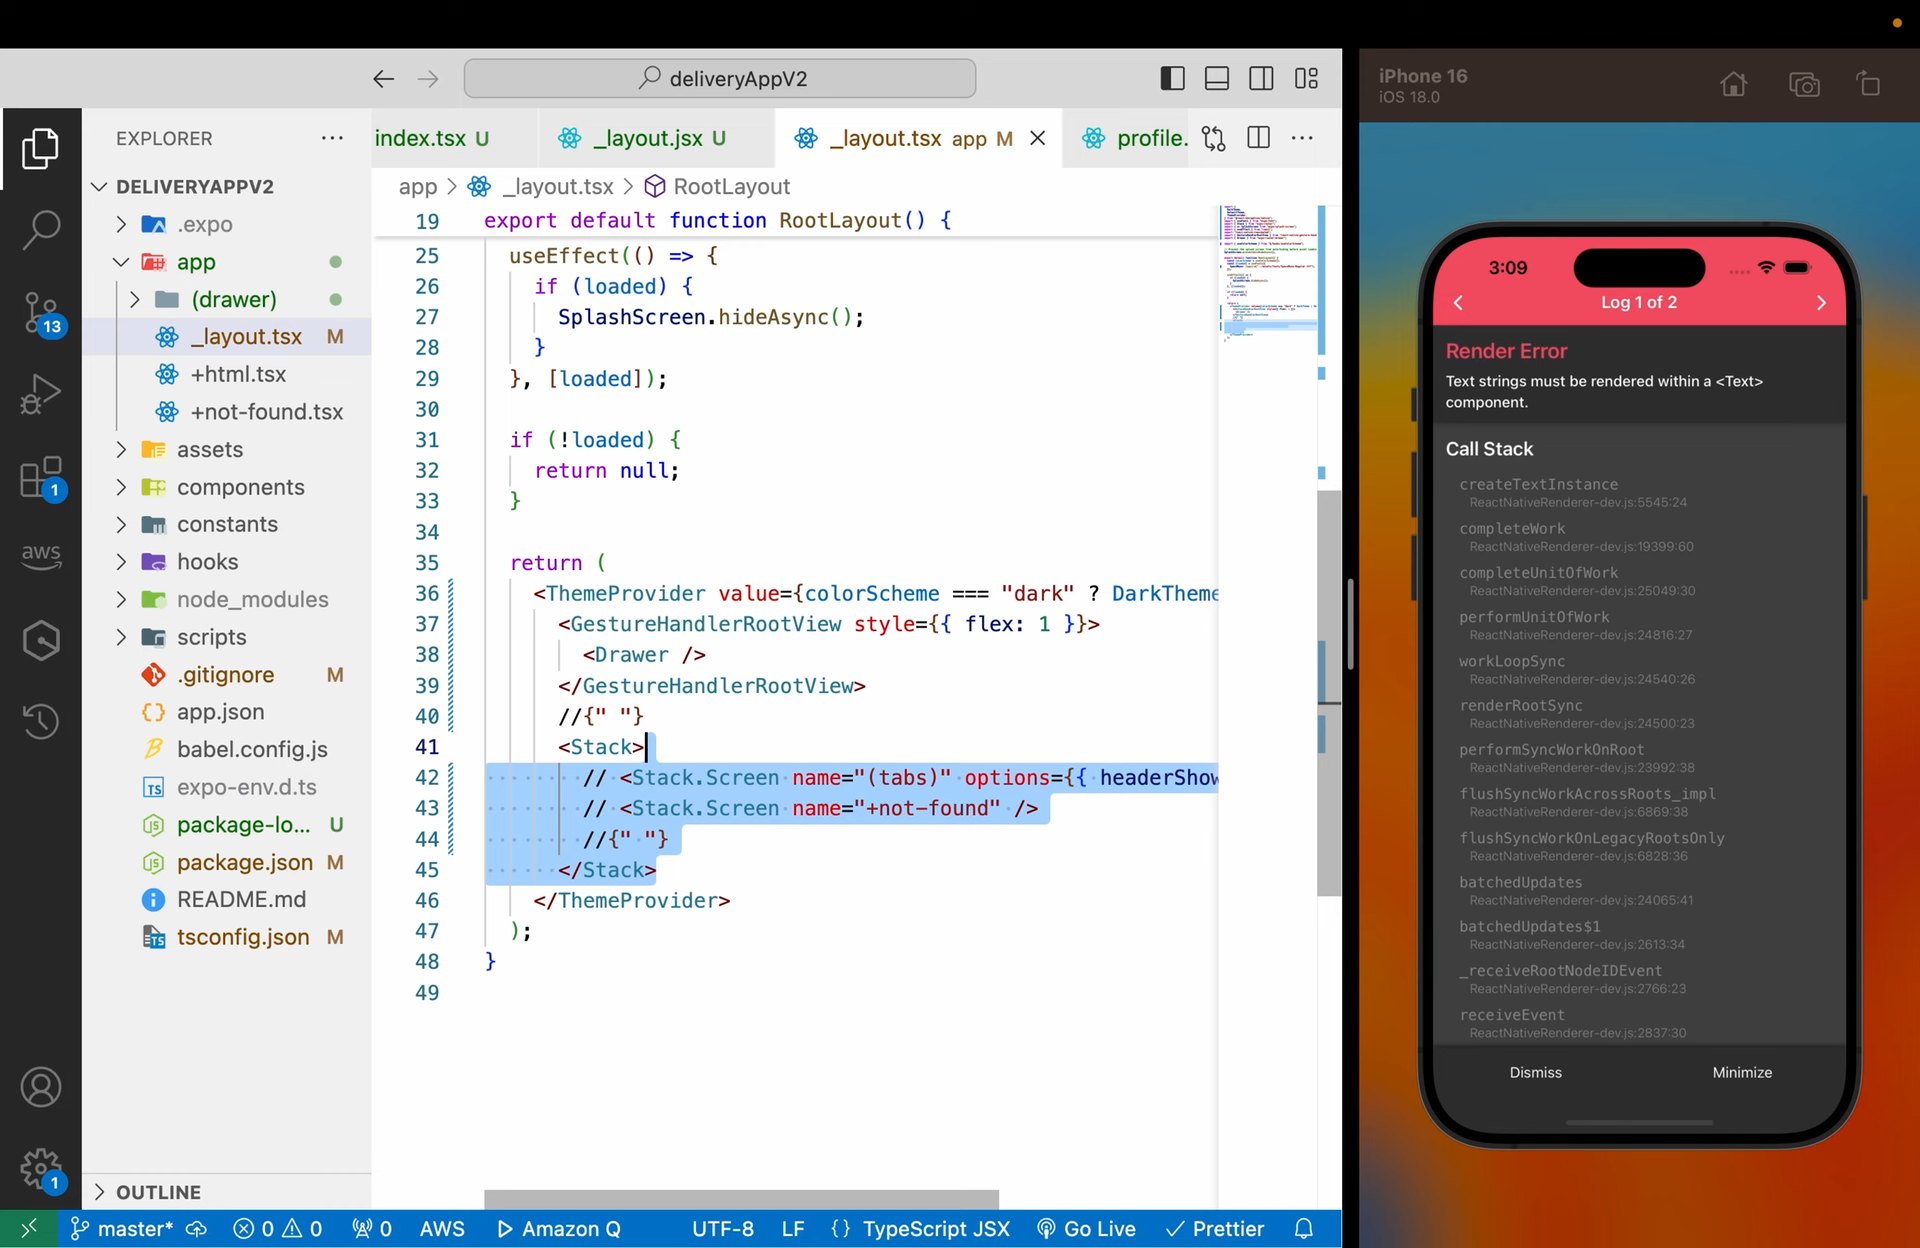 deliveryAppV2
EXPLORER
index.tsx U
_layout.jsx U
_layout.tsx app M
profile.
DELIVERYAPPV2
.expo
app
(drawer)
_layout.tsx M
+html.tsx
+not-found.tsx
assets
components
constants
hooks
node_modules
scripts
.gitignore M
app.json
babel.config.js
expo-env.d.ts
package-lo... U
package.json M
README.md
tsconfig.json M
OUTLINE
13
1
aws
1
app > _layout.tsx > RootLayout
19 export default function RootLayout() {
25 useEffect(() => {
26 if (loaded) {
27 SplashScreen.hideAsync();
28 }
29 }, [loaded]);
30
31 if (!loaded) {
32 return null;
33 }
34
35 return (
36 <ThemeProvider value={colorScheme === "dark" ? DarkTheme
37 <GestureHandlerRootView style={{ flex: 1 }}>
38 <Drawer />
39 </GestureHandlerRootView>
40 //{" "}
41 <Stack>
42 // <Stack.Screen name="(tabs)" options={{ headerShow
43 // <Stack.Screen name="+not-found" />
44 //{" "}
45 </Stack>
46 </ThemeProvider>
47 );
48 }
49
master* 0 0 0 AWS Amazon Q UTF-8 LF {} TypeScript JSX Go Live Prettier
iPhone 16
iOS 18.0
3:09
Log 1 of 2
Render Error
Text strings must be rendered within a <Text>
component.
Call Stack
createTextInstance
ReactNativeRenderer-dev.js:5545:24
completeWork
ReactNativeRenderer-dev.js:19399:60
completeUnitOfWork
ReactNativeRenderer-dev.js:25049:30
performUnitOfWork
ReactNativeRenderer-dev.js:24816:27
workLoopSync
ReactNativeRenderer-dev.js:24540:26
renderRootSync
ReactNativeRenderer-dev.js:24500:23
performSyncWorkOnRoot
ReactNativeRenderer-dev.js:23992:38
flushSyncWorkAcrossRoots_impl
ReactNativeRenderer-dev.js:6869:38
flushSyncWorkOnLegacyRootsOnly
ReactNativeRenderer-dev.js:6828:36
batchedUpdates
ReactNativeRenderer-dev.js:24065:41
batchedUpdates$1
ReactNativeRenderer-dev.js:2613:34
_receiveRootNodeIDEvent
ReactNativeRenderer-dev.js:2766:23
receiveEvent
ReactNativeRenderer-dev.js:2837:30
Dismiss Minimize